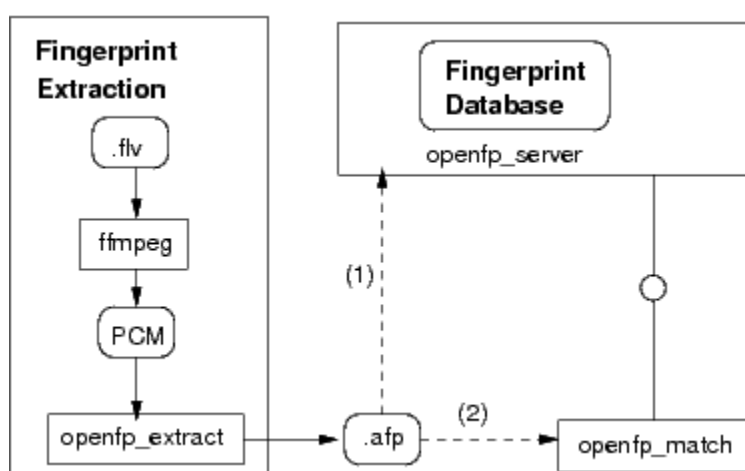 Fingerprint
Extraction
.flv
ffmpeg
PCM
openfp_extract
Fingerprint
Database
openfp_server
(1)
.afp
(2)
openfp_match